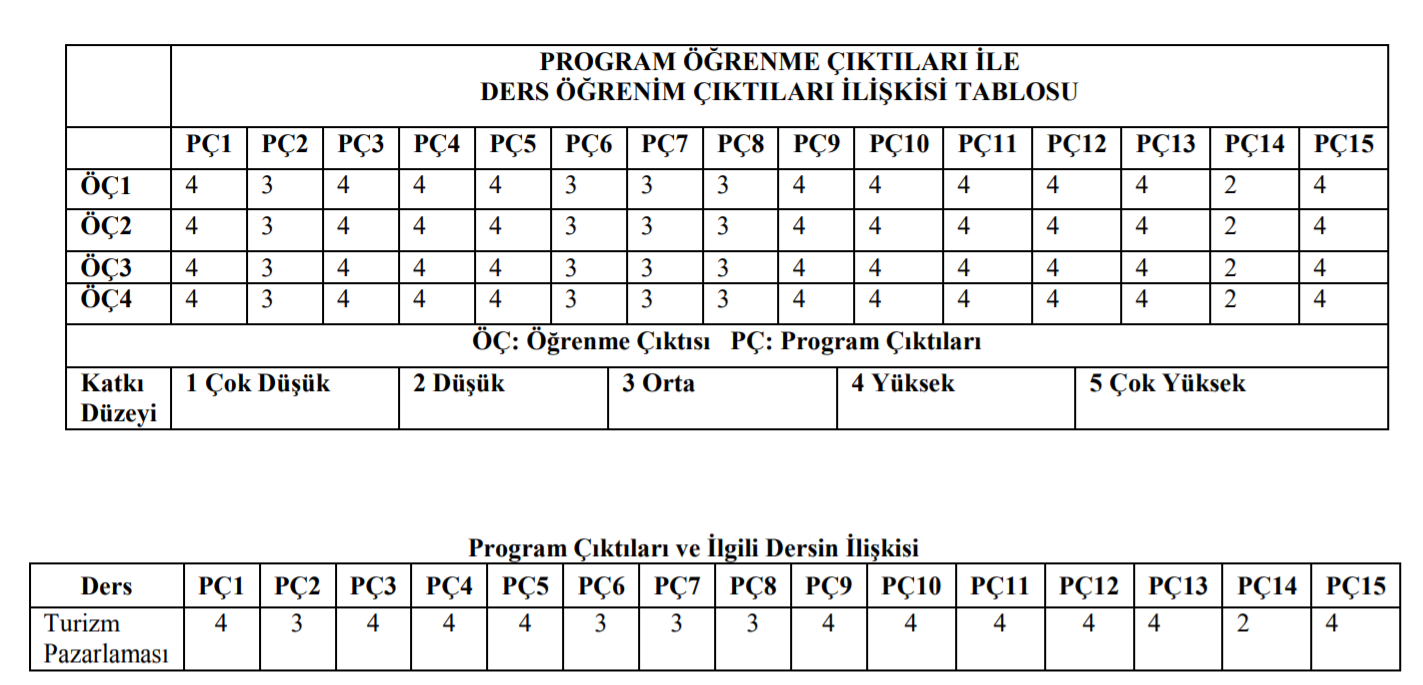 PROGRAM ÖĞRENME ÇIKTILARI İLE
DERS ÖĞRENİM ÇIKTILARI İLİŞKİSİ TABLOSU
PÇ1 PÇ2 PÇ3 PÇ4 PÇ5 PÇ6 PÇ7 PÇ8 PÇ9 PÇ10 PÇ11 PÇ12 PÇ13 PÇ14 PÇ15
ÖÇ1 4 3 4 4 4 3 3 3 4 4 4 4 4 2 4
ÖÇ2 4 3 4 4 4 3 3 3 4 4 4 4 4 2 4
ÖÇ3 4 3 4 4 4 3 3 3 4 4 4 4 4 2 4
ÖÇ4 4 3 4 4 4 3 3 3 4 4 4 4 4 2 4
ÖÇ: Öğrenme Çıktısı PÇ: Program Çıktıları
Katkı 1 Çok Düşük 2 Düşük 3 Orta 4 Yüksek 5 Çok Yüksek
Düzeyi
Program Çıktıları ve İlgili Dersin İlişkisi
Ders PÇ1 PÇ2 PÇ3 PÇ4 PÇ5 PÇ6 PÇ7 PÇ8 PÇ9 PÇ10 PÇ11 PÇ12 PÇ13 PÇ14 PÇ15
Turizm 4 3 4 4 4 3 3 3 4 4 4 4 4 2 4
Pazarlaması